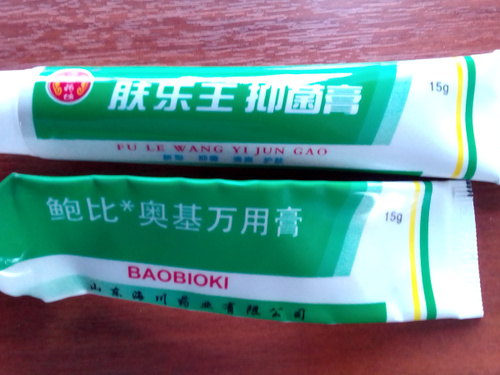 肤乐王 抑菌膏
15g
FU LE WANG YI JUN GAO
鲍比*奥基万用膏
15g
BAOBIOKI
山东海川药业有限公司